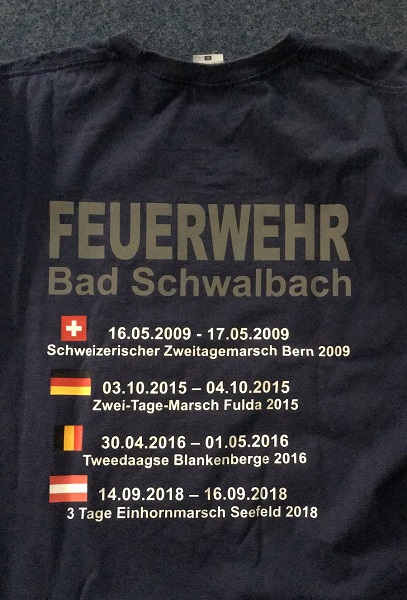 FEUERWEHR
Bad Schwalbach
16.05.2009 - 17.05.2009
Schweizerischer Zweitagemarsch Bern 2009
03.10.2015 – 04.10.2015
Zwei-Tage-Marsch Fulda 2015
30.04.2016 – 01.05.2016
Tweedaagse Blankenberge 2016
14.09.2018 – 16.09.2018
3 Tage Einhornmarsch Seefeld 2018